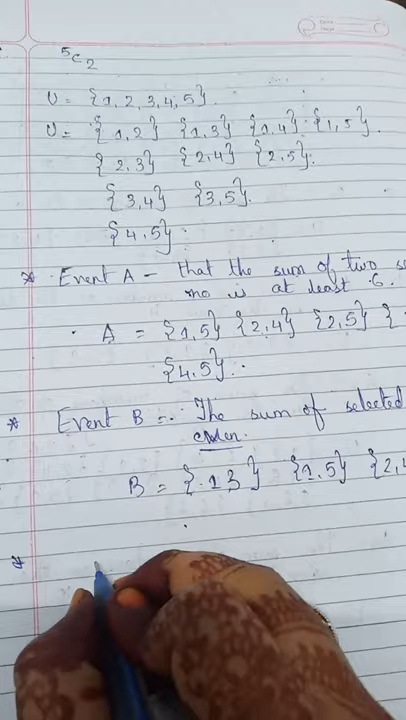 ⁵C₂
U = {1, 2, 3, 4, 5}.
U = {1, 2} {1, 3} {1, 4} {1, 5}.
{2, 3} {2, 4} {2, 5}.
{3, 4} {3, 5}.
{4, 5}.
* Event A - that the sum of two
no is at least 6.
A = {1, 5} {2, 4} {2, 5} {
{4, 5}.
* Event B =. The sum of selected
even.
B = {1 3} {1, 5} {2, 4
*